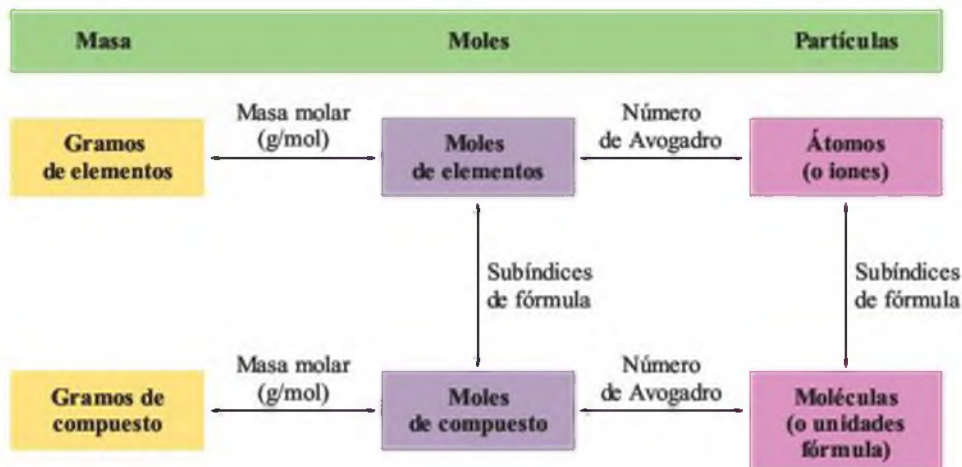 Masa Moles Partículas
Masa molar
(g/mol)
Número
de Avogadro
Gramos
de elementos
Moles
de elementos
Átomos
(o iones)
Subíndices
de fórmula
Subíndices
de fórmula
Masa molar
(g/mol)
Número
de Avogadro
Gramos de
compuesto
Moles
de compuesto
Moléculas
(o unidades
fórmula)